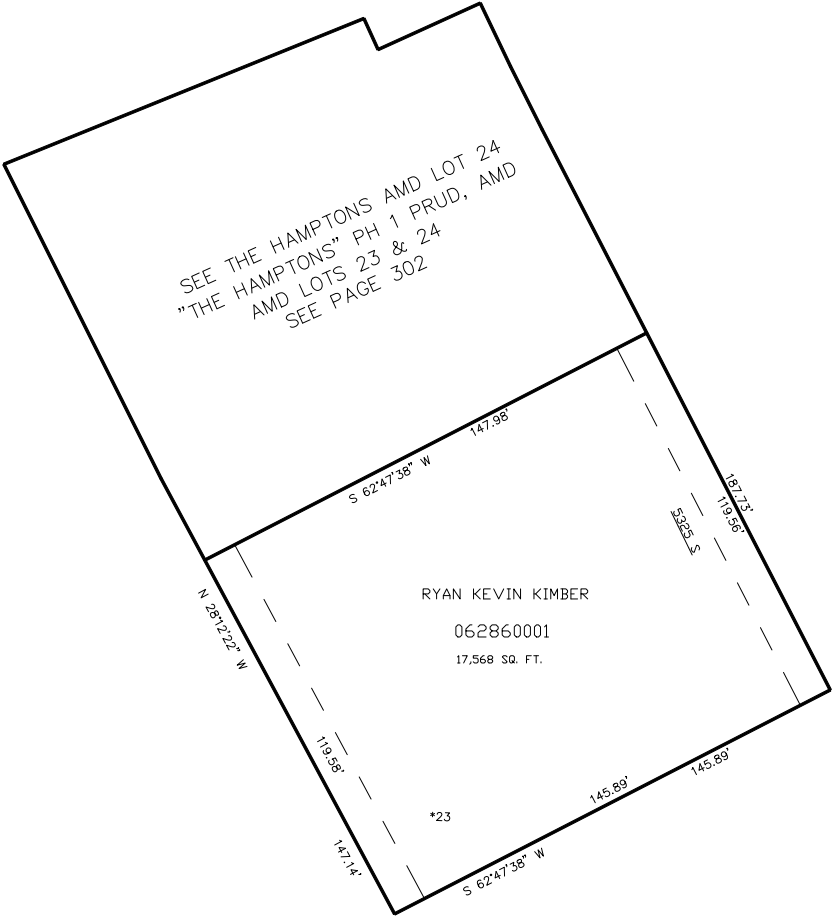 SEE THE HAMPTONS AMD LOT 24
"THE HAMPTONS" PH 1 PRUD, AMD
AMD LOTS 23 & 24
SEE PAGE 302
147.98'
S 62°47'38" W
187.73'
119.56'
5325 S
RYAN KEVIN KIMBER
062860001
17,568 SQ. FT.
N 28°12'22" W
119.58'
147.14'
*23
145.89'
145.89'
S 62°47'38" W